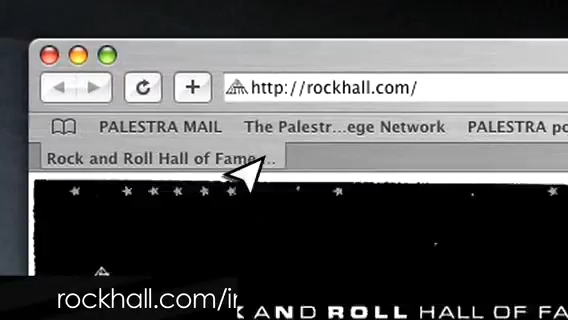 http://rockhall.com/
PALESTRA MAIL The Palestr...ege Network PALESTRA po
Rock and Roll Hall of Fame ...
rockhall.com/i
K AND ROLL HALL OF FA